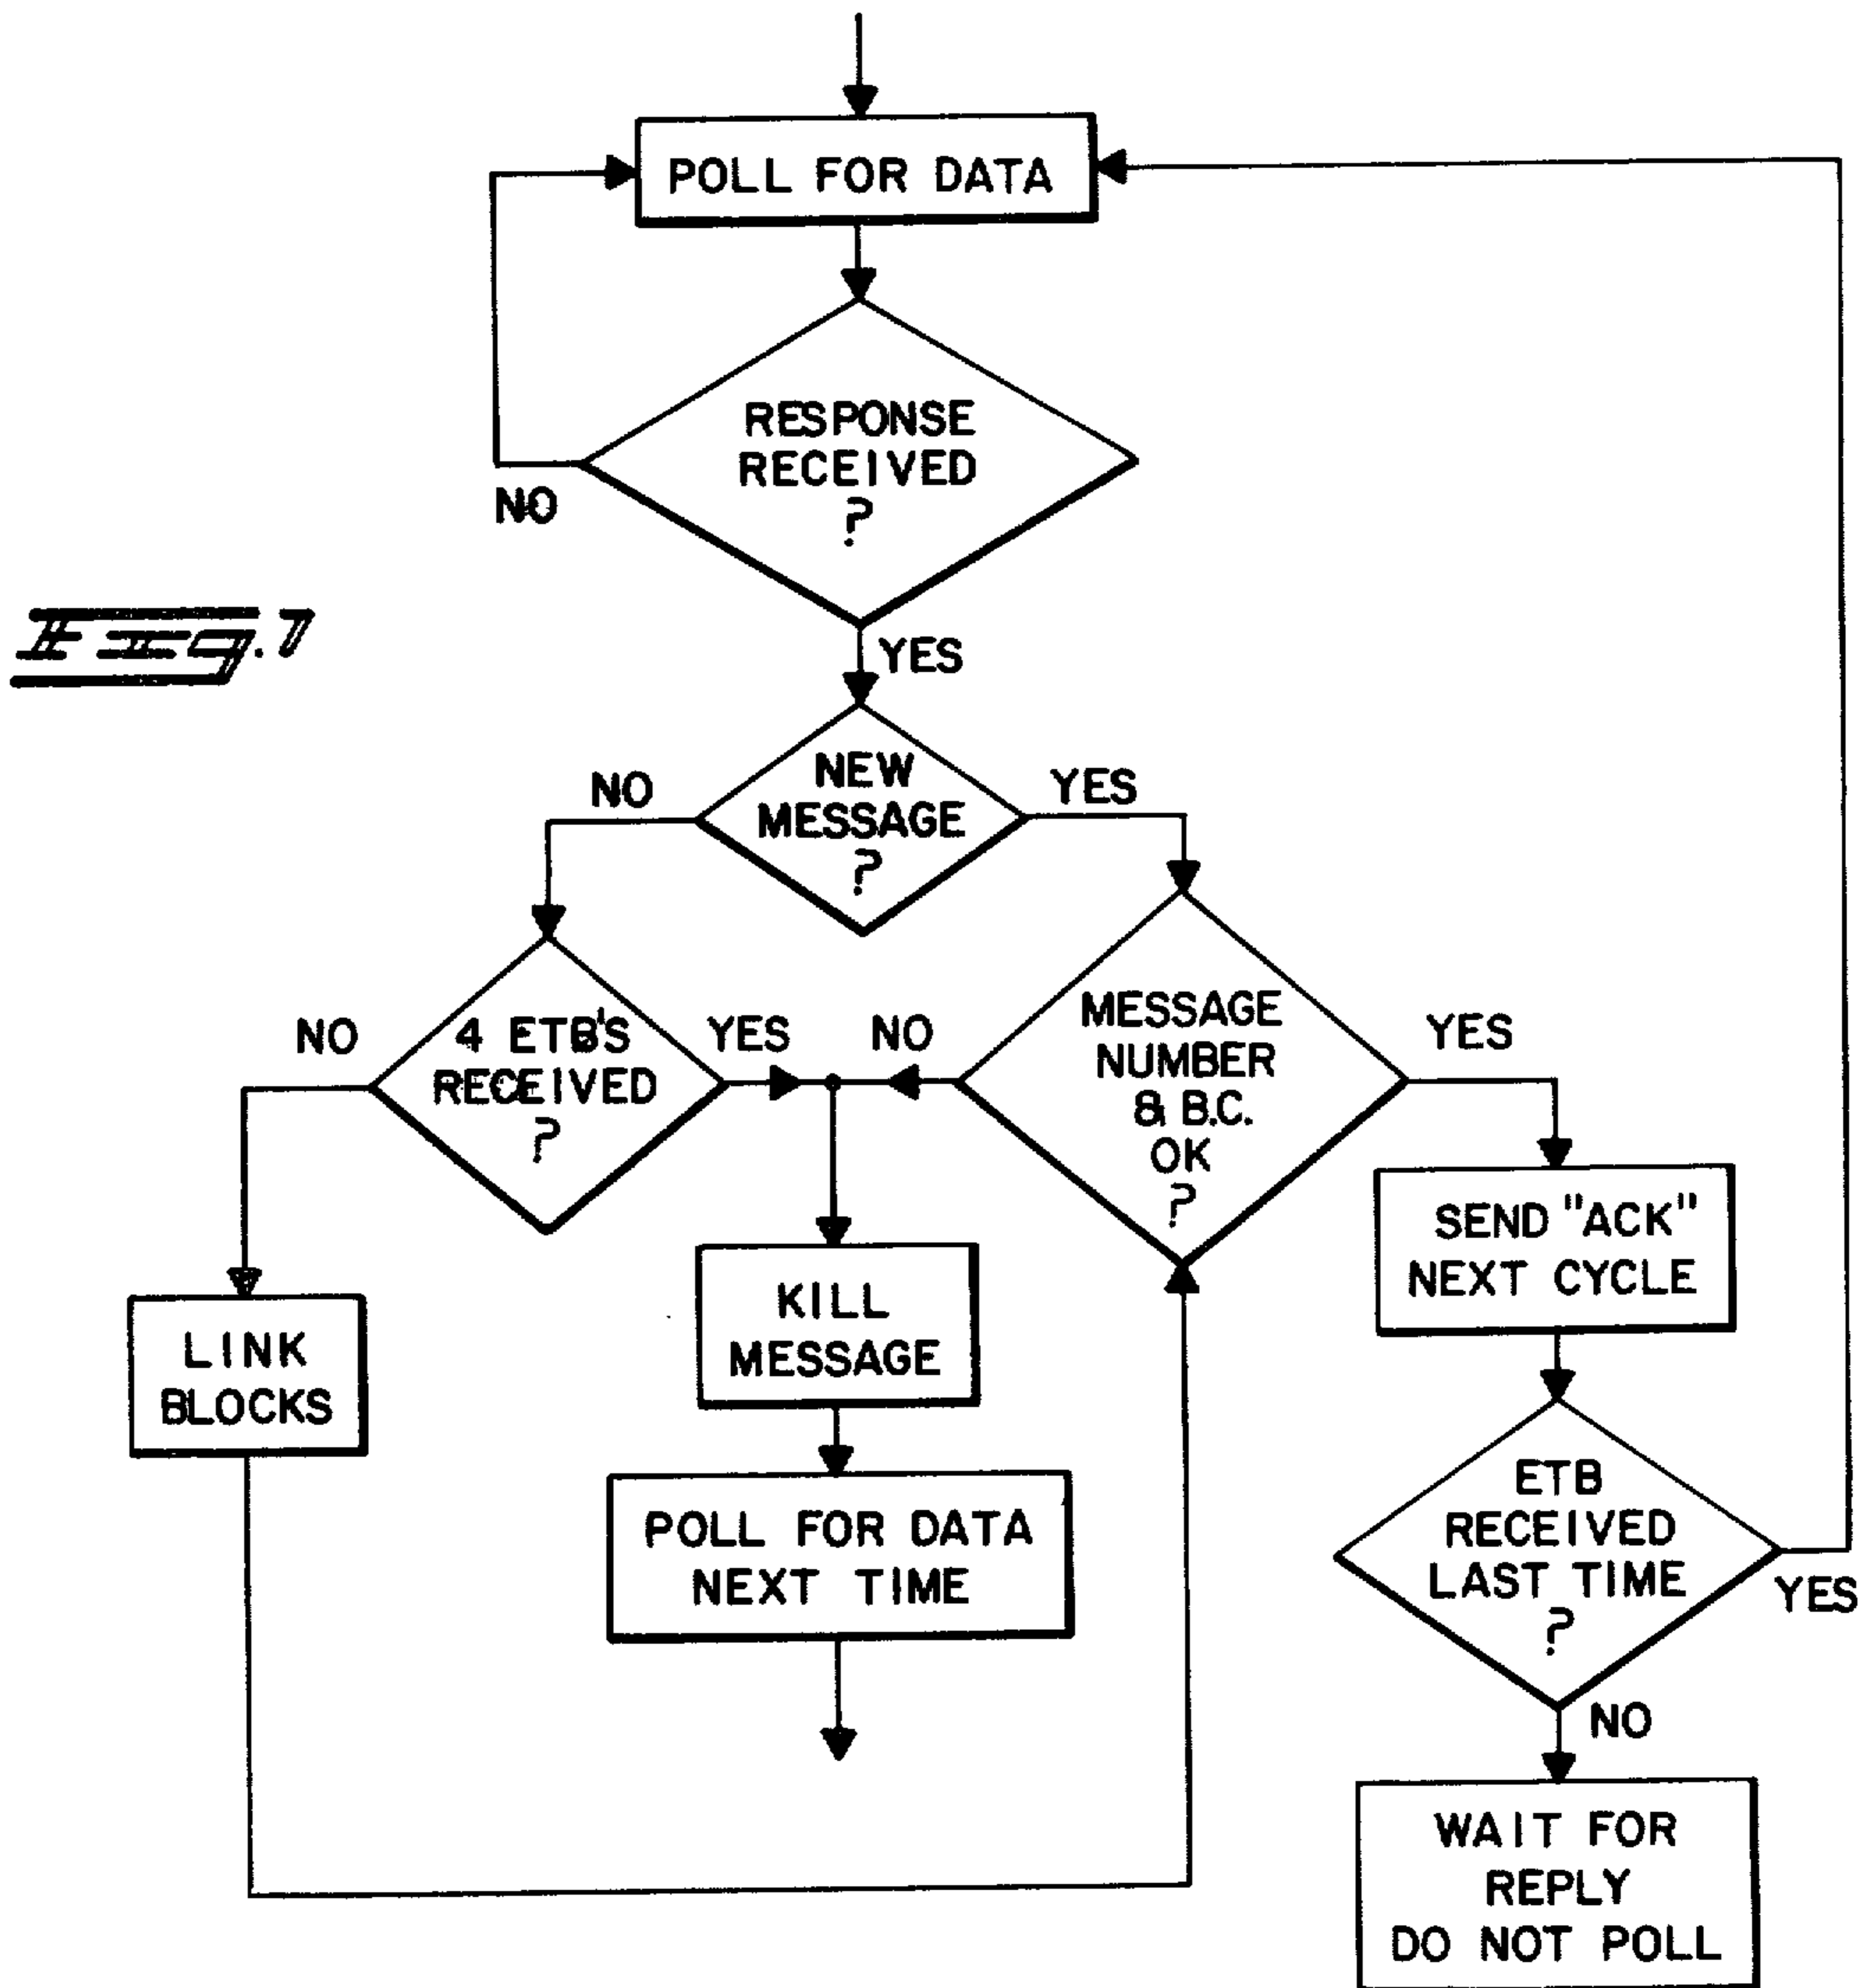 POLL FOR DATA
RESPONSE
RECEIVED
?
NO
Fig. 7
YES
NEW
MESSAGE
?
NO
YES
4 ETB'S
RECEIVED
?
NO
YES
MESSAGE
NUMBER
& B.C.
OK
?
NO
YES
SEND "ACK"
NEXT CYCLE
LINK
BLOCKS
KILL
MESSAGE
POLL FOR DATA
NEXT TIME
ETB
RECEIVED
LAST TIME
?
YES
NO
WAIT FOR
REPLY
DO NOT POLL